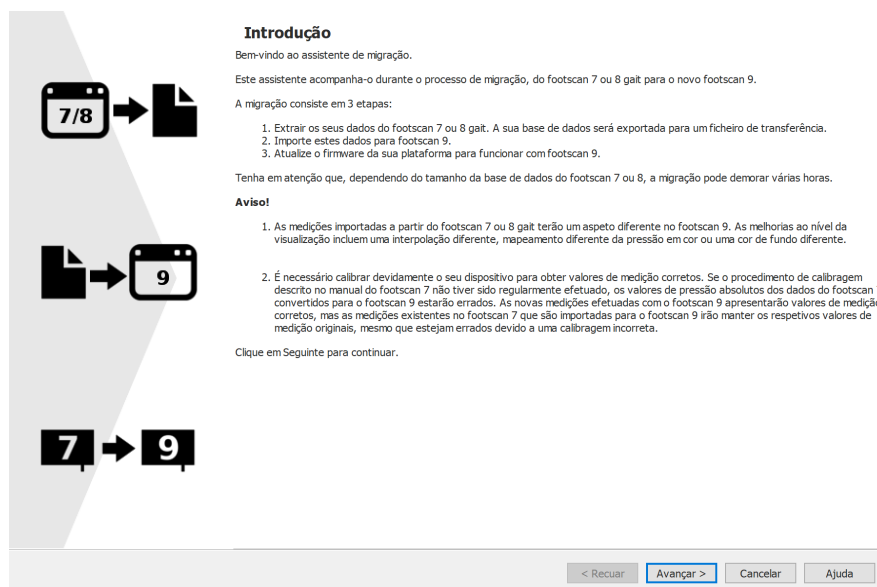 Introdução
Bem-vindo ao assistente de migração.
Este assistente acompanha-o durante o processo de migração, do footscan 7 ou 8 gait para o novo footscan 9.
A migração consiste em 3 etapas:
1. Extrair os seus dados do footscan 7 ou 8 gait. A sua base de dados será exportada para um ficheiro de transferência.
2. Importe estes dados para footscan 9.
3. Atualize o firmware da sua plataforma para funcionar com footscan 9.
Tenha em atenção que, dependendo do tamanho da base de dados do footscan 7 ou 8, a migração pode demorar várias horas.
Aviso!
1. As medições importadas a partir do footscan 7 ou 8 gait terão um aspeto diferente no footscan 9. As melhorias ao nível da
visualização incluem uma interpolação diferente, mapeamento diferente da pressão em cor ou uma cor de fundo diferente.
2. É necessário calibrar devidamente o seu dispositivo para obter valores de medição corretos. Se o procedimento de calibragem
descrito no manual do footscan 7 não tiver sido regularmente efetuado, os valores de pressão absolutos dos dados do footscan
convertidos para o footscan 9 estarão errados. As novas medições efetuadas com o footscan 9 apresentarão valores de mediçã
corretos, mas as medições existentes no footscan 7 que são importadas para o footscan 9 irão manter os respetivos valores de
medição originais, mesmo que estejam errados devido a uma calibragem incorreta.
Clique em Seguinte para continuar.
7/8
9
7 9
< Recuar Avançar > Cancelar Ajuda